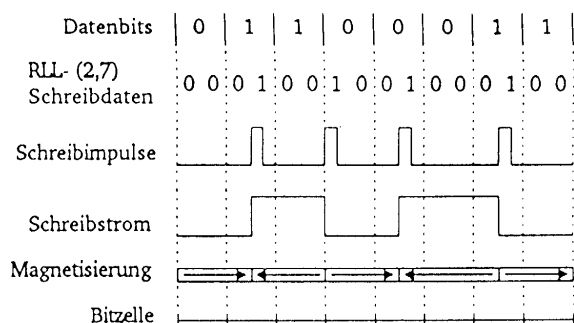 Datenbits 0 1 1 0 0 0 1 1
RLL- (2,7)
Schreibdaten 0 0 0 1 0 0 1 0 0 1 0 0 0 1 0 0
Schreibimpulse
Schreibstrom
Magnetisierung
Bitzelle